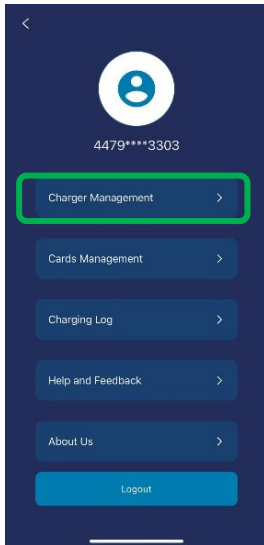 4479****3303
Charger Management
Cards Management
Charging Log
Help and Feedback
About Us
Logout